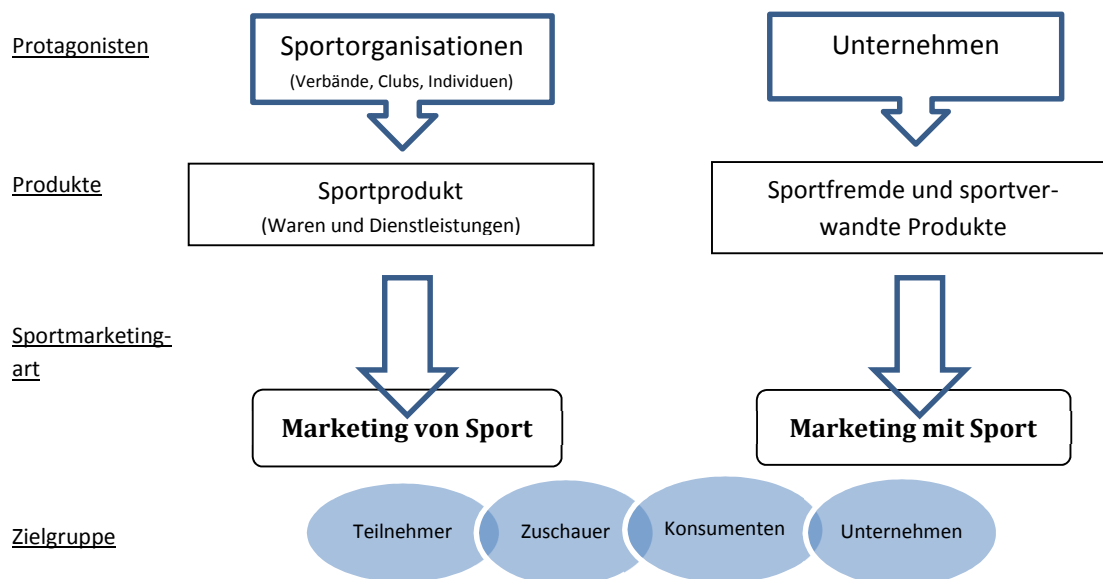 Protagonisten
Sportorganisationen
(Verbände, Clubs, Individuen)
Unternehmen
Produkte
Sportprodukt
(Waren und Dienstleistungen)
Sportfremde und sportver-
wandte Produkte
Sportmarketing-
art
Marketing von Sport
Marketing mit Sport
Zielgruppe
Teilnehmer
Zuschauer
Konsumenten
Unternehmen